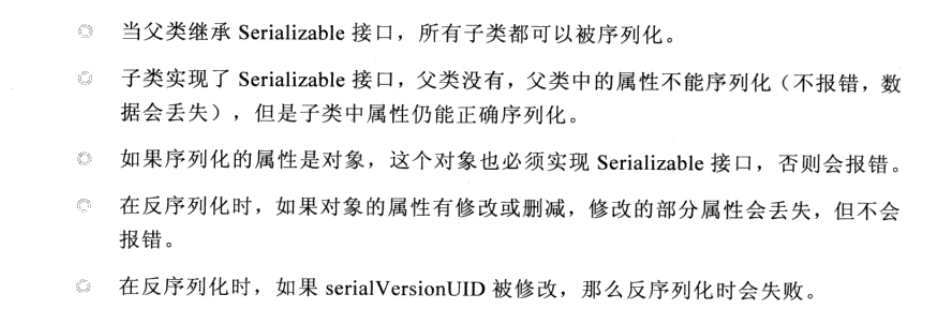 当父类继承 Serializable 接口，所有子类都可以被序列化。
子类实现了 Serializable 接口，父类没有，父类中的属性不能序列化（不报错，数
据会丢失），但是子类中属性仍能正确序列化。
如果序列化的属性是对象，这个对象也必须实现 Serializable 接口，否则会报错。
在反序列化时，如果对象的属性有修改或删减，修改的部分属性会丢失，但不会
报错。
在反序列化时，如果 serialVersionUID 被修改，那么反序列化时会失败。